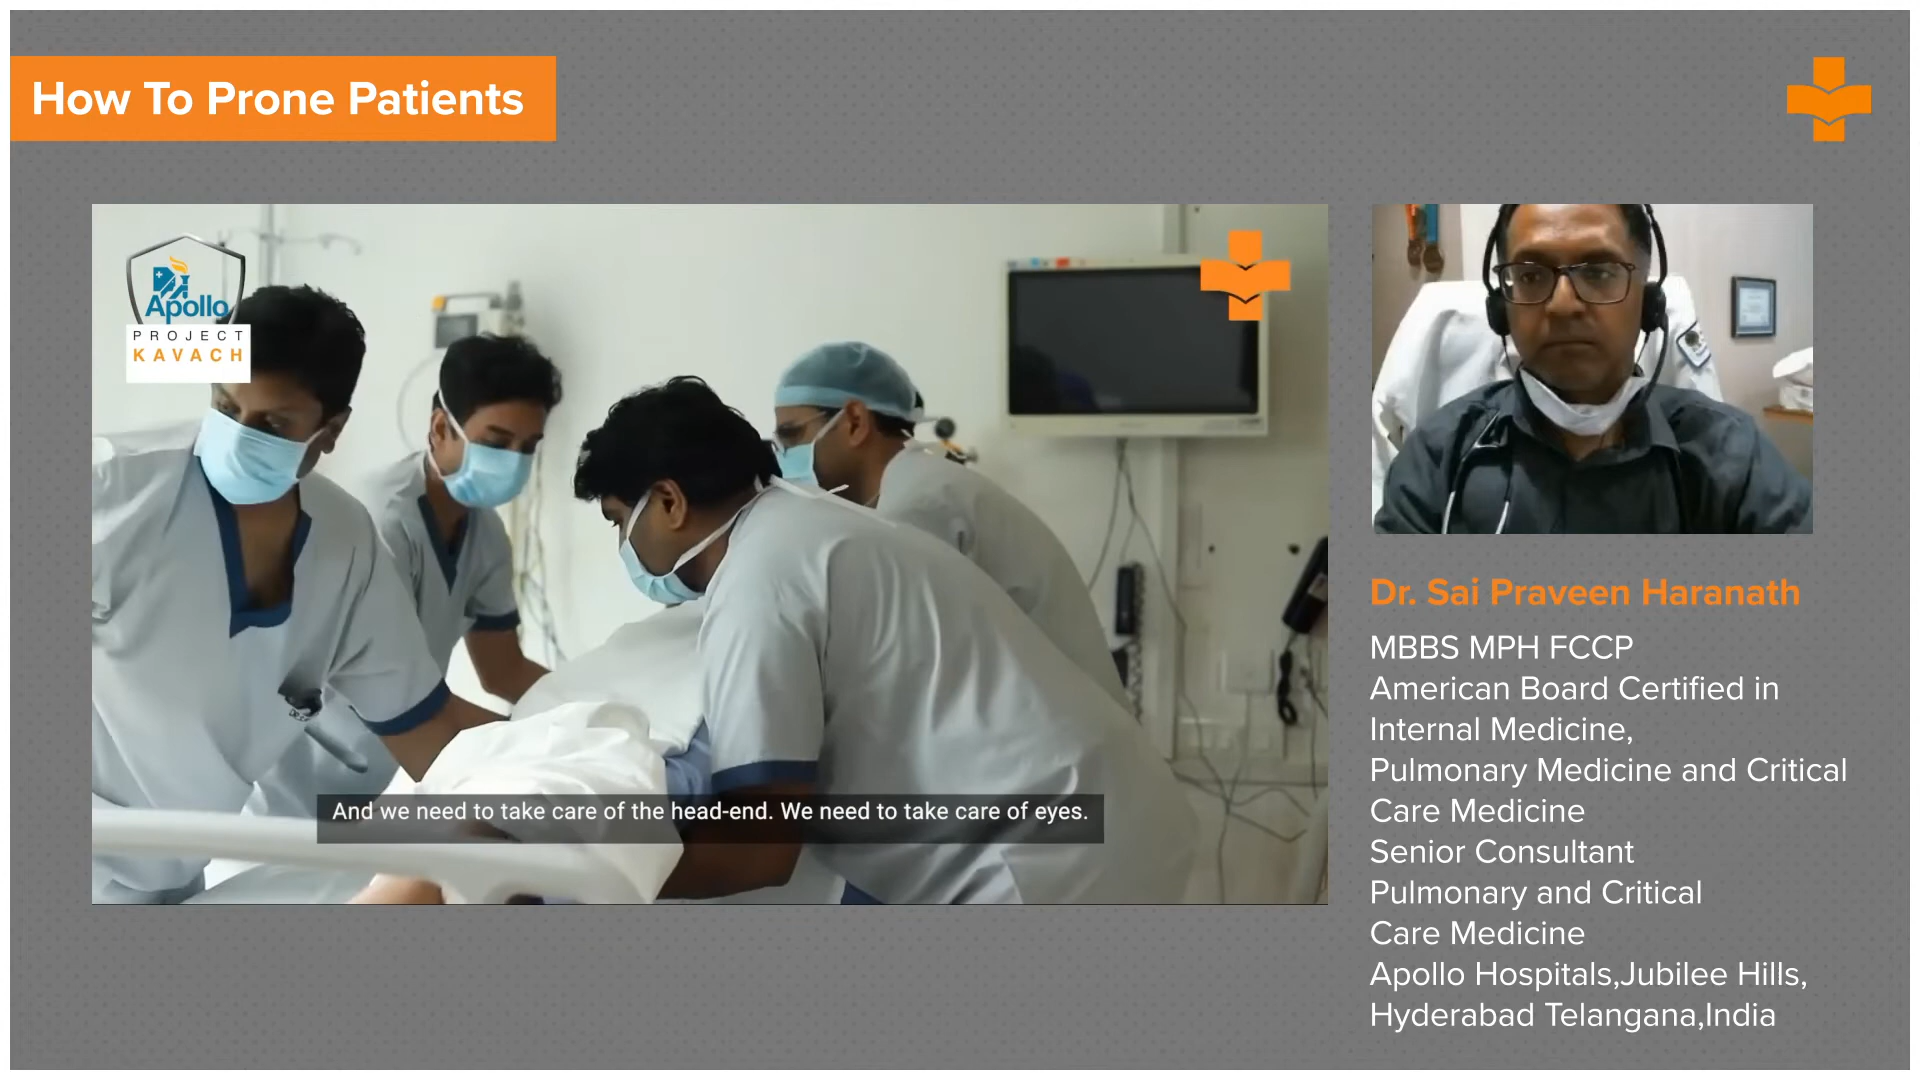 How To Prone Patients
Apollo
PROJECT
KAVACH
And we need to take care of the head-end. We need to take care of eyes.
Dr. Sai Praveen Haranath
MBBS MPH FCCP
American Board Certified in
Internal Medicine,
Pulmonary Medicine and Critical
Care Medicine
Senior Consultant
Pulmonary and Critical
Care Medicine
Apollo Hospitals,Jubilee Hills,
Hyderabad Telangana,India